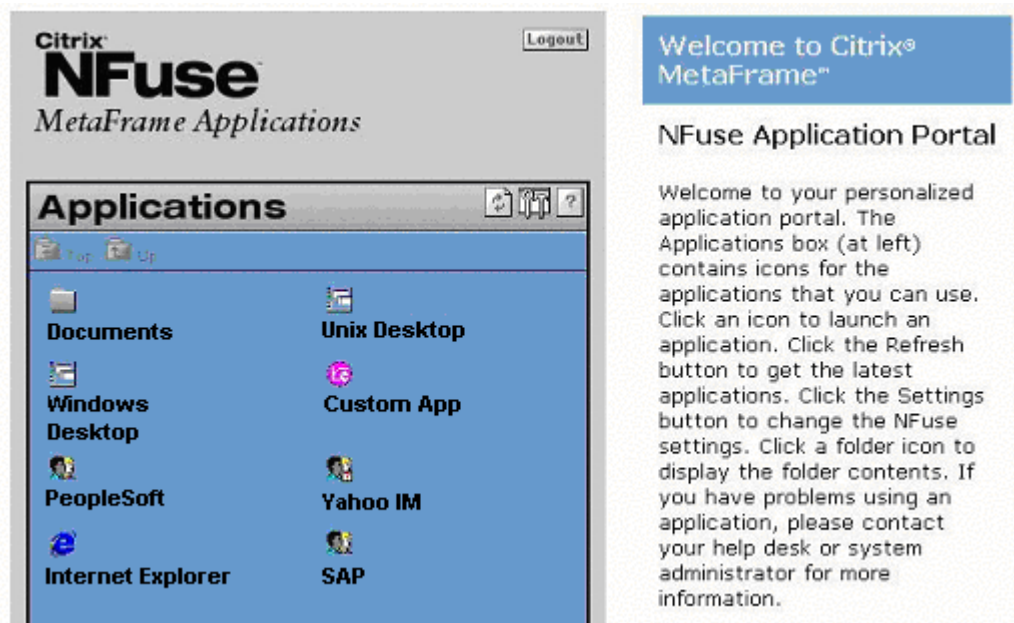 Citrix
NFuse
MetaFrame Applications
Logout
Applications
?
Top Up
Documents
Unix Desktop
Windows
Desktop
Custom App
PeopleSoft
Yahoo IM
Internet Explorer
SAP
Welcome to Citrix®
MetaFrame™
NFuse Application Portal
Welcome to your personalized
application portal. The
Applications box (at left)
contains icons for the
applications that you can use.
Click an icon to launch an
application. Click the Refresh
button to get the latest
applications. Click the Settings
button to change the NFuse
settings. Click a folder icon to
display the folder contents. If
you have problems using an
application, please contact
your help desk or system
administrator for more
information.